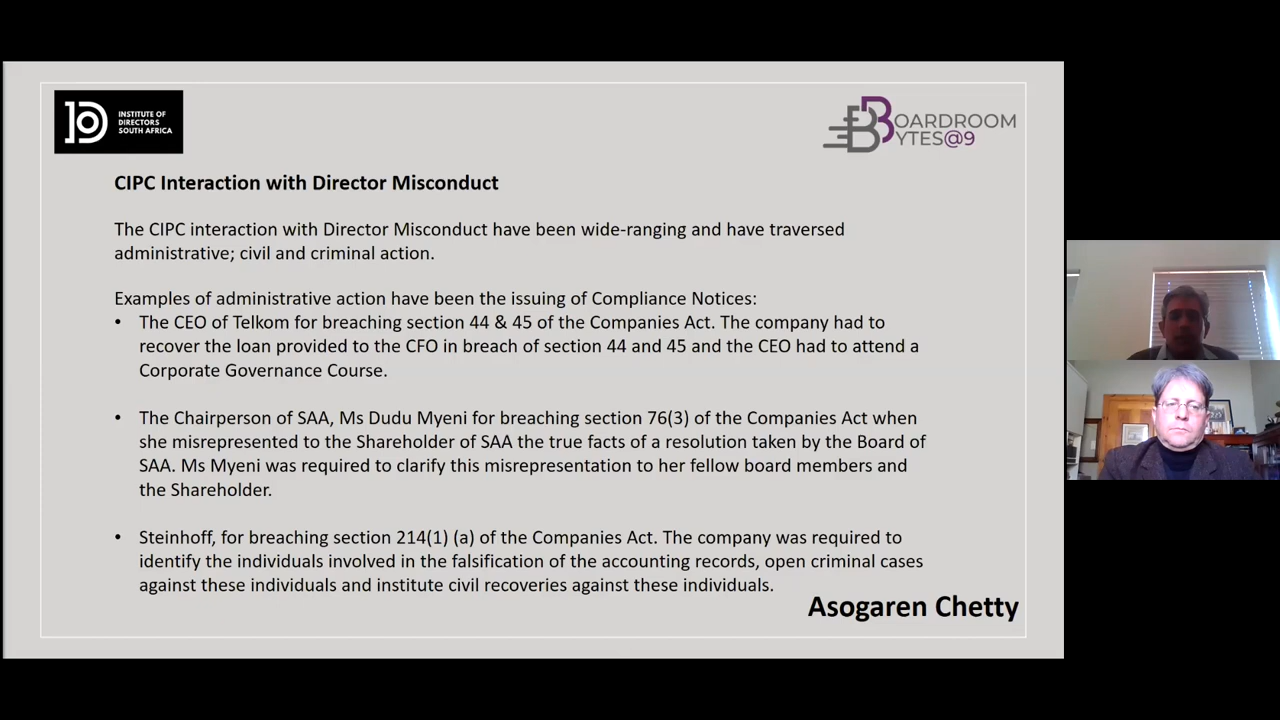 INSTITUTE OF
DIRECTORS
SOUTH AFRICA
BOARDROOM
BYTES@9
CIPC Interaction with Director Misconduct
The CIPC interaction with Director Misconduct have been wide-ranging and have traversed
administrative; civil and criminal action.
Examples of administrative action have been the issuing of Compliance Notices:
• The CEO of Telkom for breaching section 44 & 45 of the Companies Act. The company had to
recover the loan provided to the CFO in breach of section 44 and 45 and the CEO had to attend a
Corporate Governance Course.
• The Chairperson of SAA, Ms Dudu Myeni for breaching section 76(3) of the Companies Act when
she misrepresented to the Shareholder of SAA the true facts of a resolution taken by the Board of
SAA. Ms Myeni was required to clarify this misrepresentation to her fellow board members and
the Shareholder.
• Steinhoff, for breaching section 214(1) (a) of the Companies Act. The company was required to
identify the individuals involved in the falsification of the accounting records, open criminal cases
against these individuals and institute civil recoveries against these individuals.
Asogaren Chetty